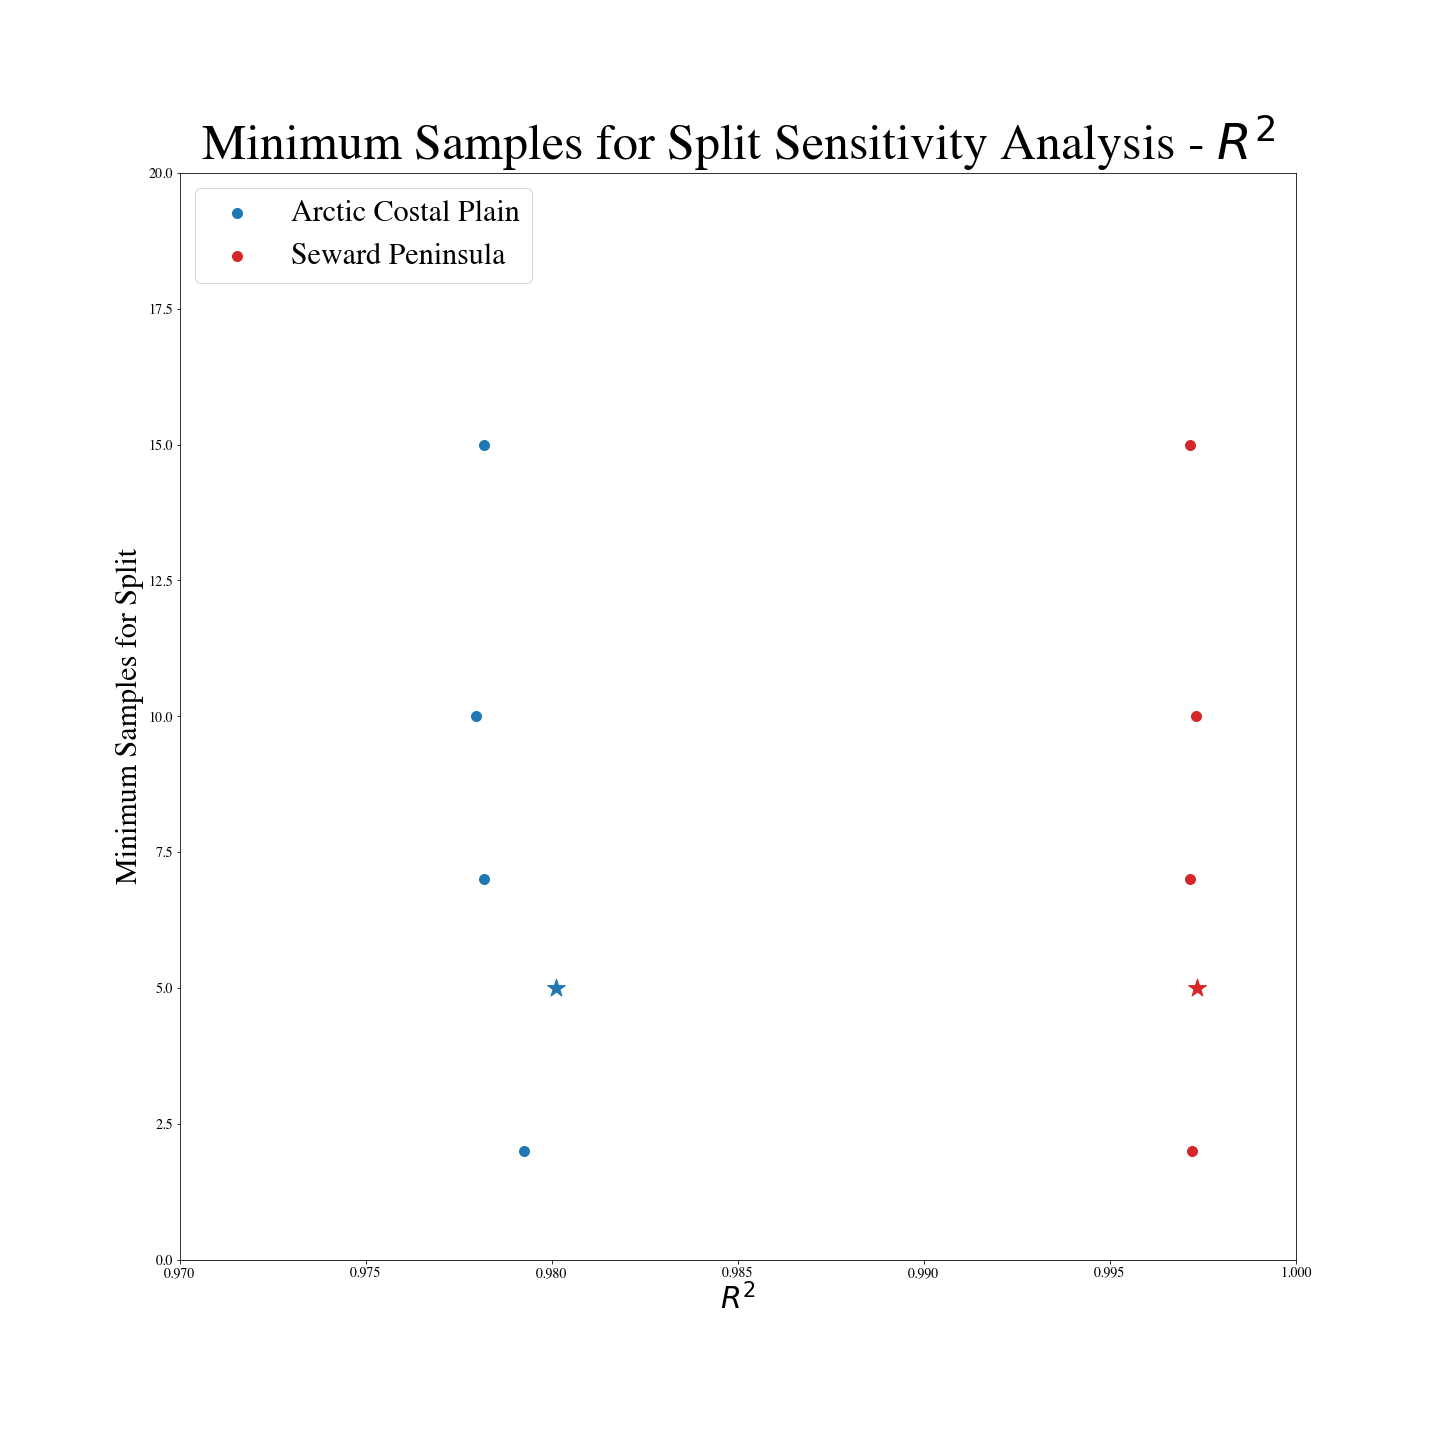 Minimum Samples for Split Sensitivity Analysis - R²
20.0
Arctic Costal Plain
Seward Peninsula
17.5
15.0
12.5
10.0
7.5
5.0
2.5
0.0
Minimum Samples for Split
0.970 0.975 0.980 0.985 0.990 0.995 1.000
R²